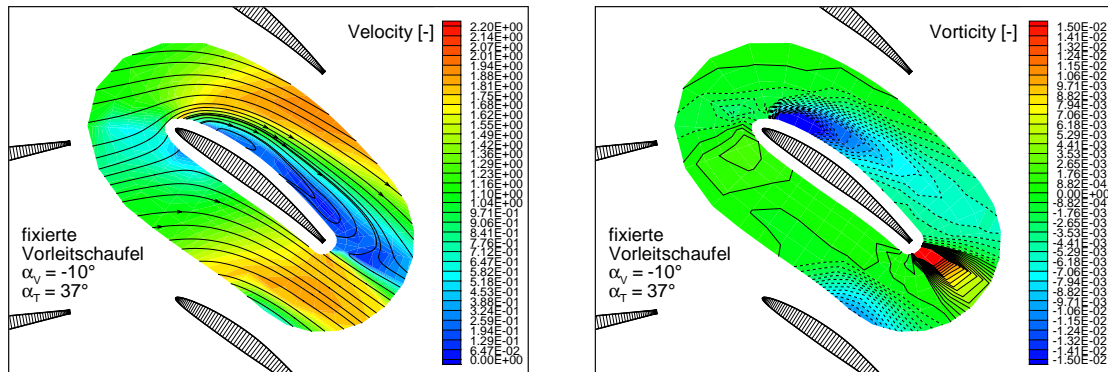 Velocity [-]
2.20E+00
2.14E+00
2.07E+00
2.01E+00
1.94E+00
1.88E+00
1.81E+00
1.75E+00
1.68E+00
1.62E+00
1.55E+00
1.49E+00
1.42E+00
1.36E+00
1.29E+00
1.23E+00
1.16E+00
1.10E+00
1.04E+00
9.71E-01
9.06E-01
8.41E-01
7.76E-01
7.12E-01
6.47E-01
5.82E-01
5.18E-01
4.53E-01
3.88E-01
3.24E-01
2.59E-01
1.94E-01
1.29E-01
6.47E-02
0.00E+00
fixierte
Vorleitschaufel
αV = -10°
αT = 37°
Vorticity [-]
1.50E-02
1.41E-02
1.32E-02
1.24E-02
1.15E-02
1.06E-02
9.71E-03
8.82E-03
7.94E-03
7.06E-03
6.18E-03
5.29E-03
4.41E-03
3.53E-03
2.65E-03
1.76E-03
8.82E-04
0.00E+00
-8.82E-04
-1.76E-03
-2.65E-03
-3.53E-03
-4.41E-03
-5.29E-03
-6.18E-03
-7.06E-03
-7.94E-03
-8.82E-03
-9.71E-03
-1.06E-02
-1.15E-02
-1.24E-02
-1.32E-02
-1.41E-02
-1.50E-02
fixierte
Vorleitschaufel
αV = -10°
αT = 37°